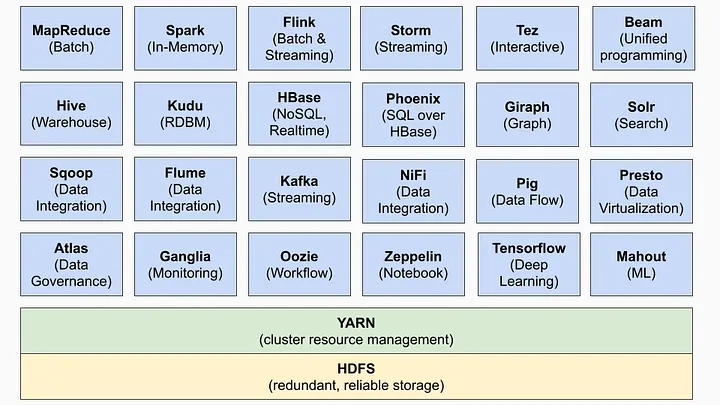 MapReduce
(Batch)
Spark
(In-Memory)
Flink
(Batch &
Streaming)
Storm
(Streaming)
Tez
(Interactive)
Beam
(Unified
programming)
Hive
(Warehouse)
Kudu
(RDBM)
HBase
(NoSQL,
Realtime)
Phoenix
(SQL over
HBase)
Giraph
(Graph)
Solr
(Search)
Sqoop
(Data
Integration)
Flume
(Data
Integration)
Kafka
(Streaming)
NiFi
(Data
Integration)
Pig
(Data Flow)
Presto
(Data
Virtualization)
Atlas
(Data
Governance)
Ganglia
(Monitoring)
Oozie
(Workflow)
Zeppelin
(Notebook)
Tensorflow
(Deep
Learning)
Mahout
(ML)
YARN
(cluster resource management)
HDFS
(redundant, reliable storage)